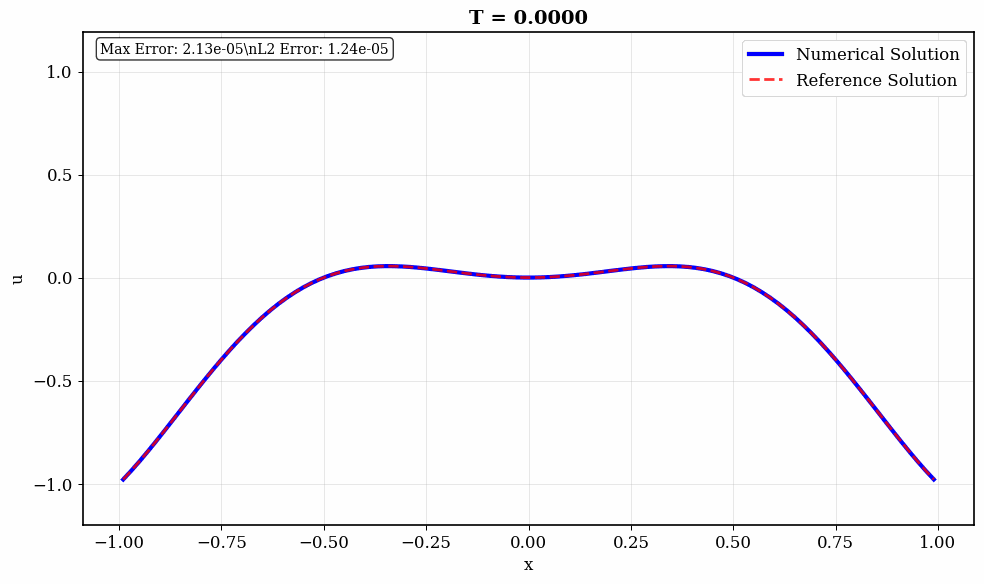 T = 0.0000
Max Error: 2.13e-05\nL2 Error: 1.24e-05
Numerical Solution
Reference Solution
1.0
0.5
0.0
−0.5
−1.0
u
−1.00 −0.75 −0.50 −0.25 0.00 0.25 0.50 0.75 1.00
x